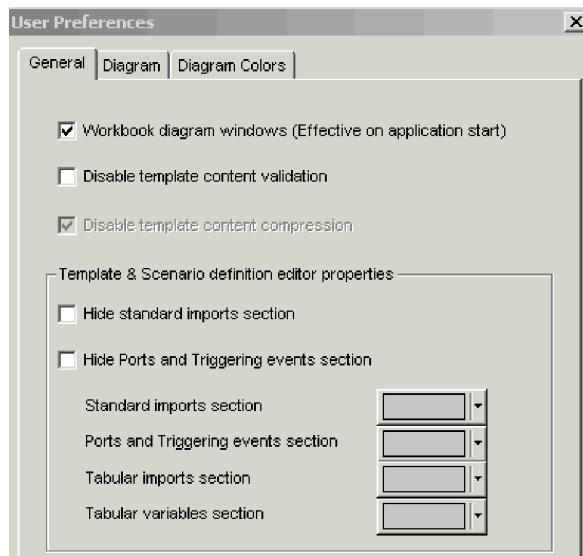 User Preferences
General Diagram Diagram Colors
Workbook diagram windows (Effective on application start)
Disable template content validation
Disable template content compression
Template & Scenario definition editor properties
Hide standard imports section
Hide Ports and Triggering events section
Standard imports section
Ports and Triggering events section
Tabular imports section
Tabular variables section